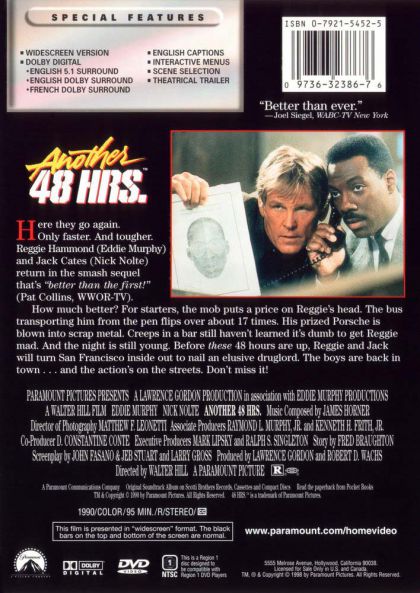 SPECIAL FEATURES
▪ WIDESCREEN VERSION
▪ DOLBY DIGITAL
•ENGLISH 5.1 SURROUND
•ENGLISH DOLBY SURROUND
•FRENCH DOLBY SURROUND
▪ ENGLISH CAPTIONS
▪ INTERACTIVE MENUS
▪ SCENE SELECTION
▪ THEATRICAL TRAILER
ISBN 0-7921-5452-5
0 9736-32386-7 6
“Better than ever.”
—Joel Siegel, WABC-TV New York
Another
48 HRS.™
Here they go again.
Only faster. And tougher.
Reggie Hammond (Eddie Murphy)
and Jack Cates (Nick Nolte)
return in the smash sequel
that's “better than the first!”
(Pat Collins, WWOR-TV).
How much better? For starters, the mob puts a price on Reggie's head. The bus
transporting him from the pen flips over about 17 times. His prized Porsche is
blown into scrap metal. Creeps in a bar still haven't learned it's dumb to get Reggie
mad. And the night is still young. Before these 48 hours are up, Reggie and Jack
will turn San Francisco inside out to nail an elusive druglord. The boys are back in
town . . . and the action's on the streets. Don't miss it!
PARAMOUNT PICTURES PRESENTS A LAWRENCE GORDON PRODUCTION in association with EDDIE MURPHY PRODUCTIONS
A WALTER HILL FILM EDDIE MURPHY NICK NOLTE ANOTHER 48 HRS. Music Composed by JAMES HORNER
Director of Photography MATTHEW F. LEONETTI Associate Producers RAYMOND L. MURPHY, JR. and KENNETH H. FRITH, JR.
Co-Producer D. CONSTANTINE CONTE Executive Producers MARK LIPSKY and RALPH S. SINGLETON Story by FRED BRAUGHTON
Screenplay by JOHN FASANO & JEB STUART and LARRY GROSS Produced by LAWRENCE GORDON and ROBERT D. WACHS
Directed by WALTER HILL A PARAMOUNT PICTURE R
A Paramount Communications Company Original Soundtrack Album on Scotti Brothers Records, Cassettes and Compact Discs Read the paperback from Pocket Books
TM & Copyright © 1990 by Paramount Pictures. All Rights Reserved. 48 HRS.™ is a trademark of Paramount Pictures.
1990/COLOR/95 MIN./R/STEREO/
This film is presented in "widescreen" format. The black
bars on the top and bottom of the screen are normal.
www.paramount.com/homevideo
Paramount
DOLBY
DIGITAL
DVD
VIDEO
1
NTSC
This is a Region 1
disc designed to
be compatible with
Region 1 DVD Players
5555 Melrose Avenue, Hollywood, California 90038.
Licensed for Sale Only in U.S. and Canada.
TM, ® & Copyright © 1998 by Paramount Pictures. All Rights Reserved.